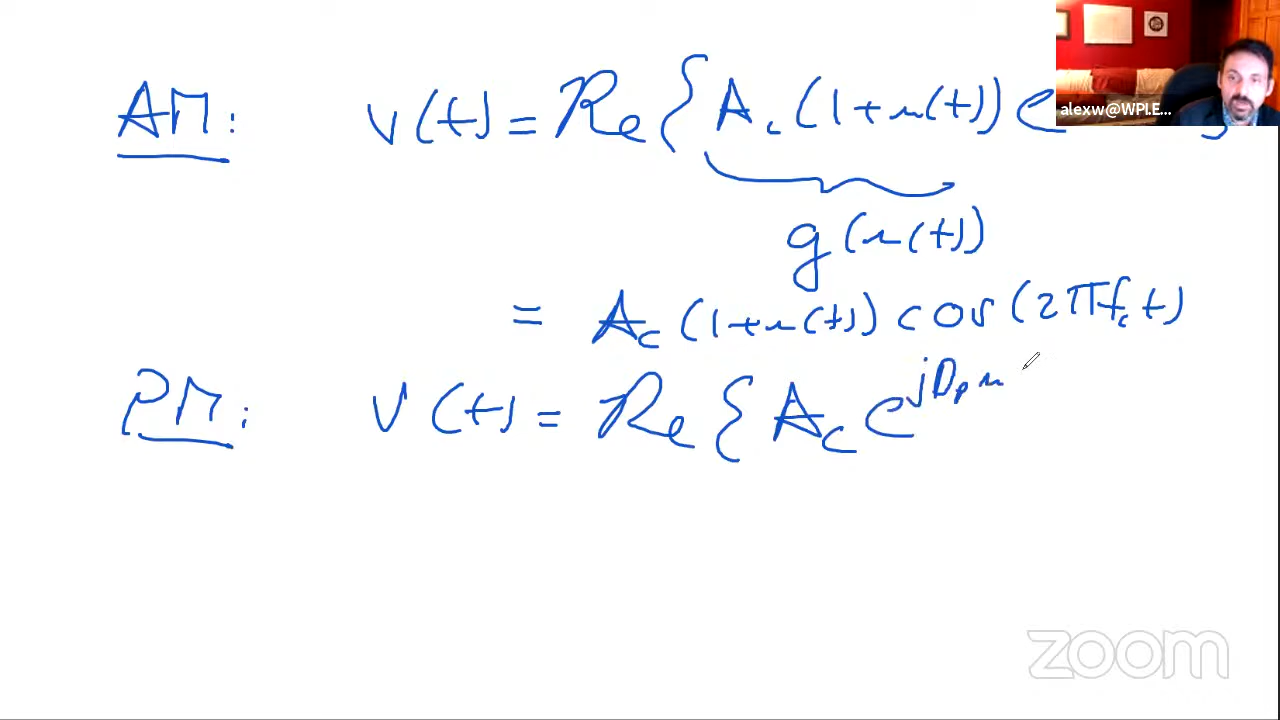 AM: v(t) = Re { A_c (1+m(t)) e
g(m(t))
= A_c (1+m(t)) cos(2πf_c t)
PM: v(t) = Re { A_c e^{jD_p m
alexw@WPI.E...
zoom